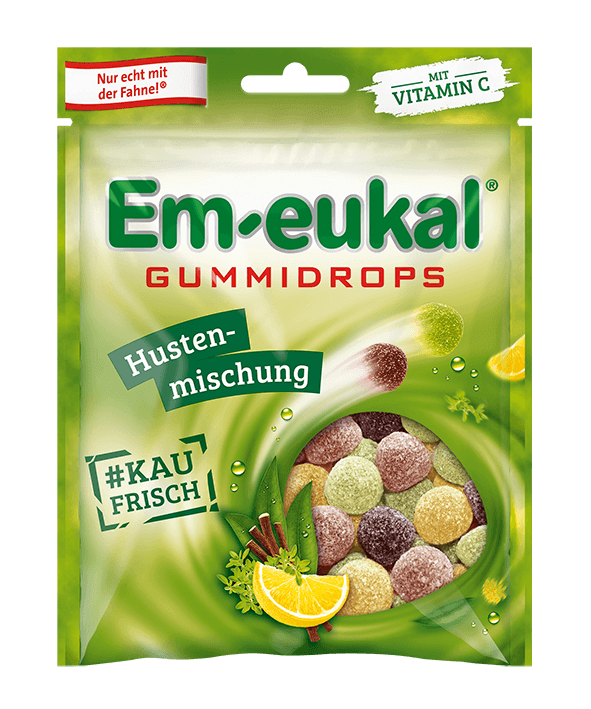 Nur echt mit
der Fahne!®
MIT
VITAMIN C
Em-eukal®
GUMMIDROPS
Husten-
mischung
#KAU
FRISCH!